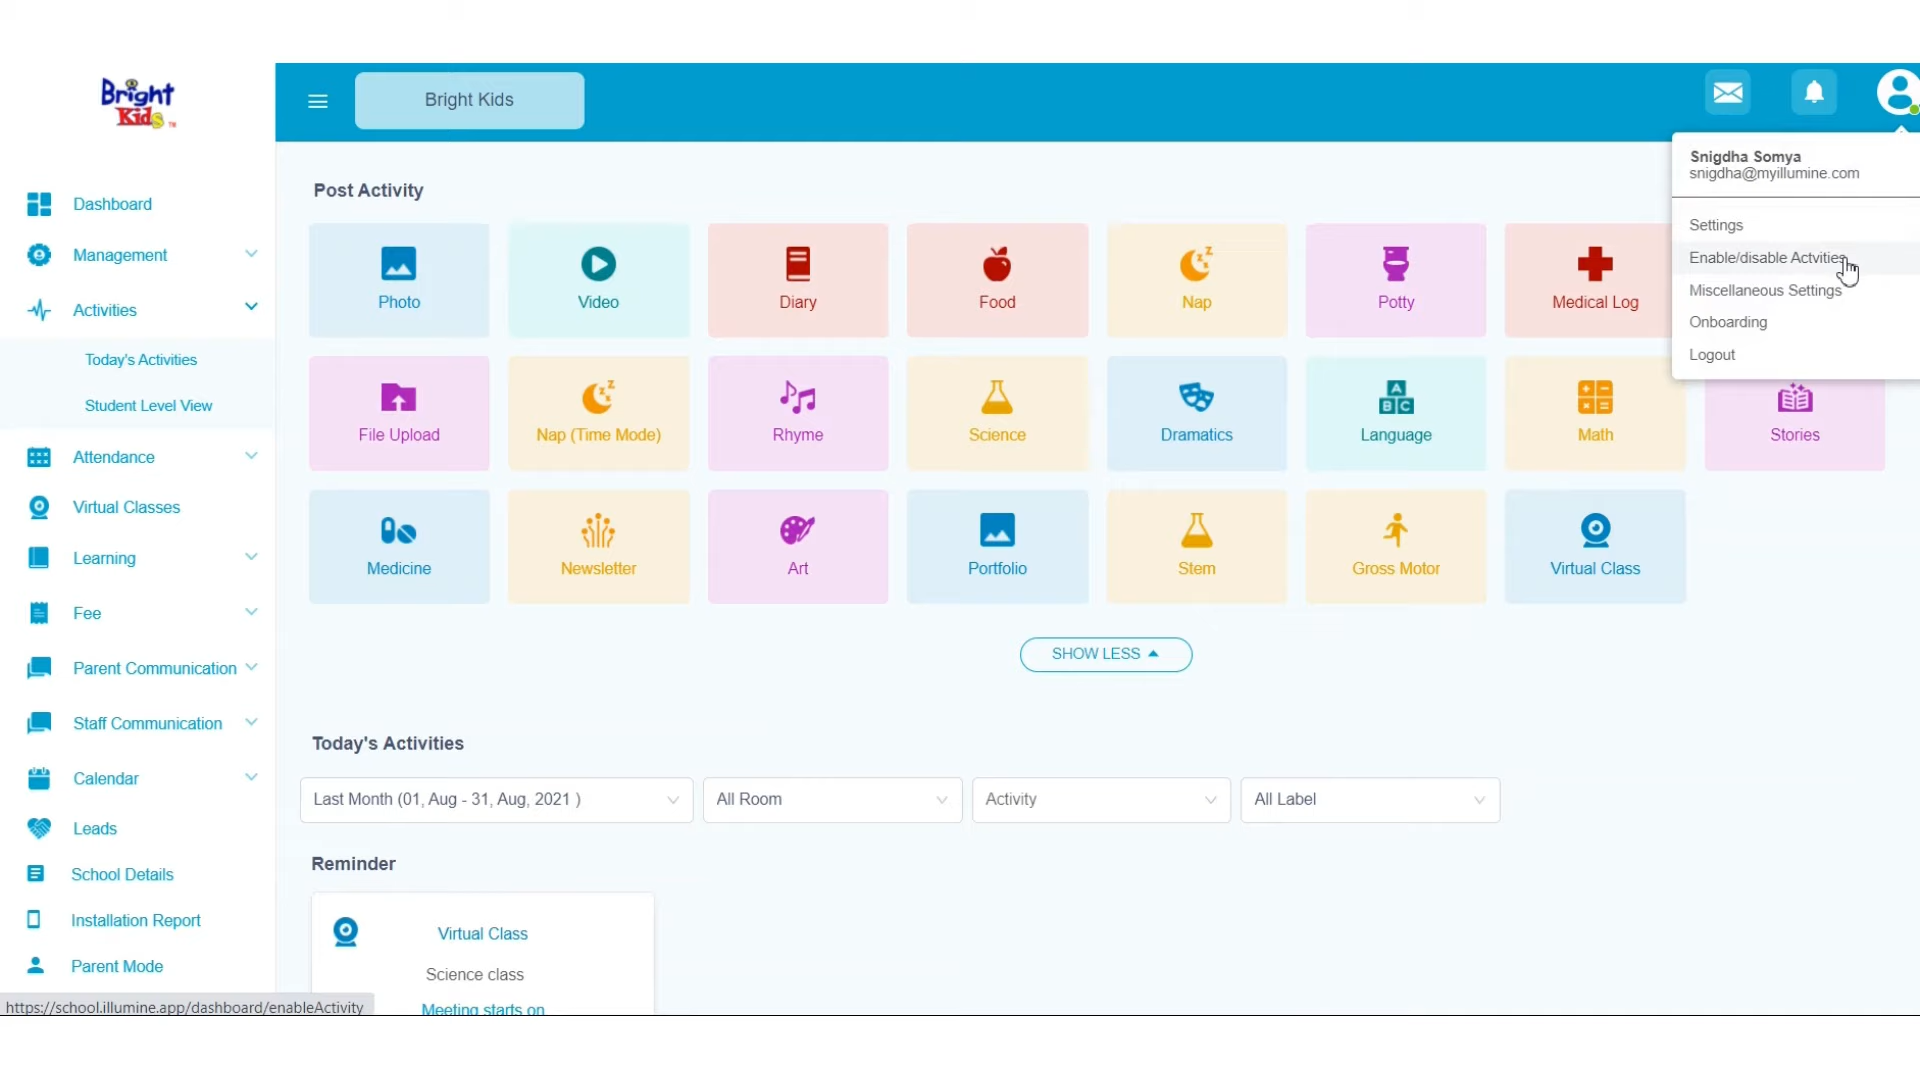 Bright
Kids
TM
Bright Kids
Snigdha Somya
snigdha@myillumine.com
Settings
Enable/disable Actvities
Miscellaneous Settings
Onboarding
Logout
Dashboard
Management
Activities
Today's Activities
Student Level View
Attendance
Virtual Classes
Learning
Fee
Parent Communication
Staff Communication
Calendar
Leads
School Details
Installation Report
Parent Mode
https://school.illumine.app/dashboard/enableActivity
Post Activity
Photo
Video
Diary
Food
Nap
Potty
Medical Log
File Upload
Nap (Time Mode)
Rhyme
Science
Dramatics
A
B C
Language
Math
Stories
Medicine
Newsletter
Art
Portfolio
Stem
Gross Motor
Virtual Class
SHOW LESS
Today's Activities
Last Month (01, Aug - 31, Aug, 2021 )
All Room
Activity
All Label
Reminder
Virtual Class
Science class
Meeting starts on